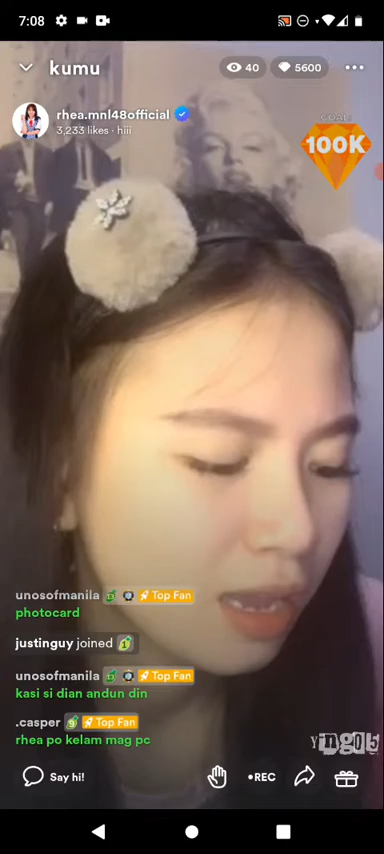 7:08
kumu
40
5600
rhea.mnl48official
3,233 likes · hiii
GOAL:
100K
unosofmanila Top Fan
photocard
justinguy joined 1
unosofmanila Top Fan
kasi si dian andun din
.casper 9 Top Fan
rhea po kelam mag pc
Say hi!
•REC